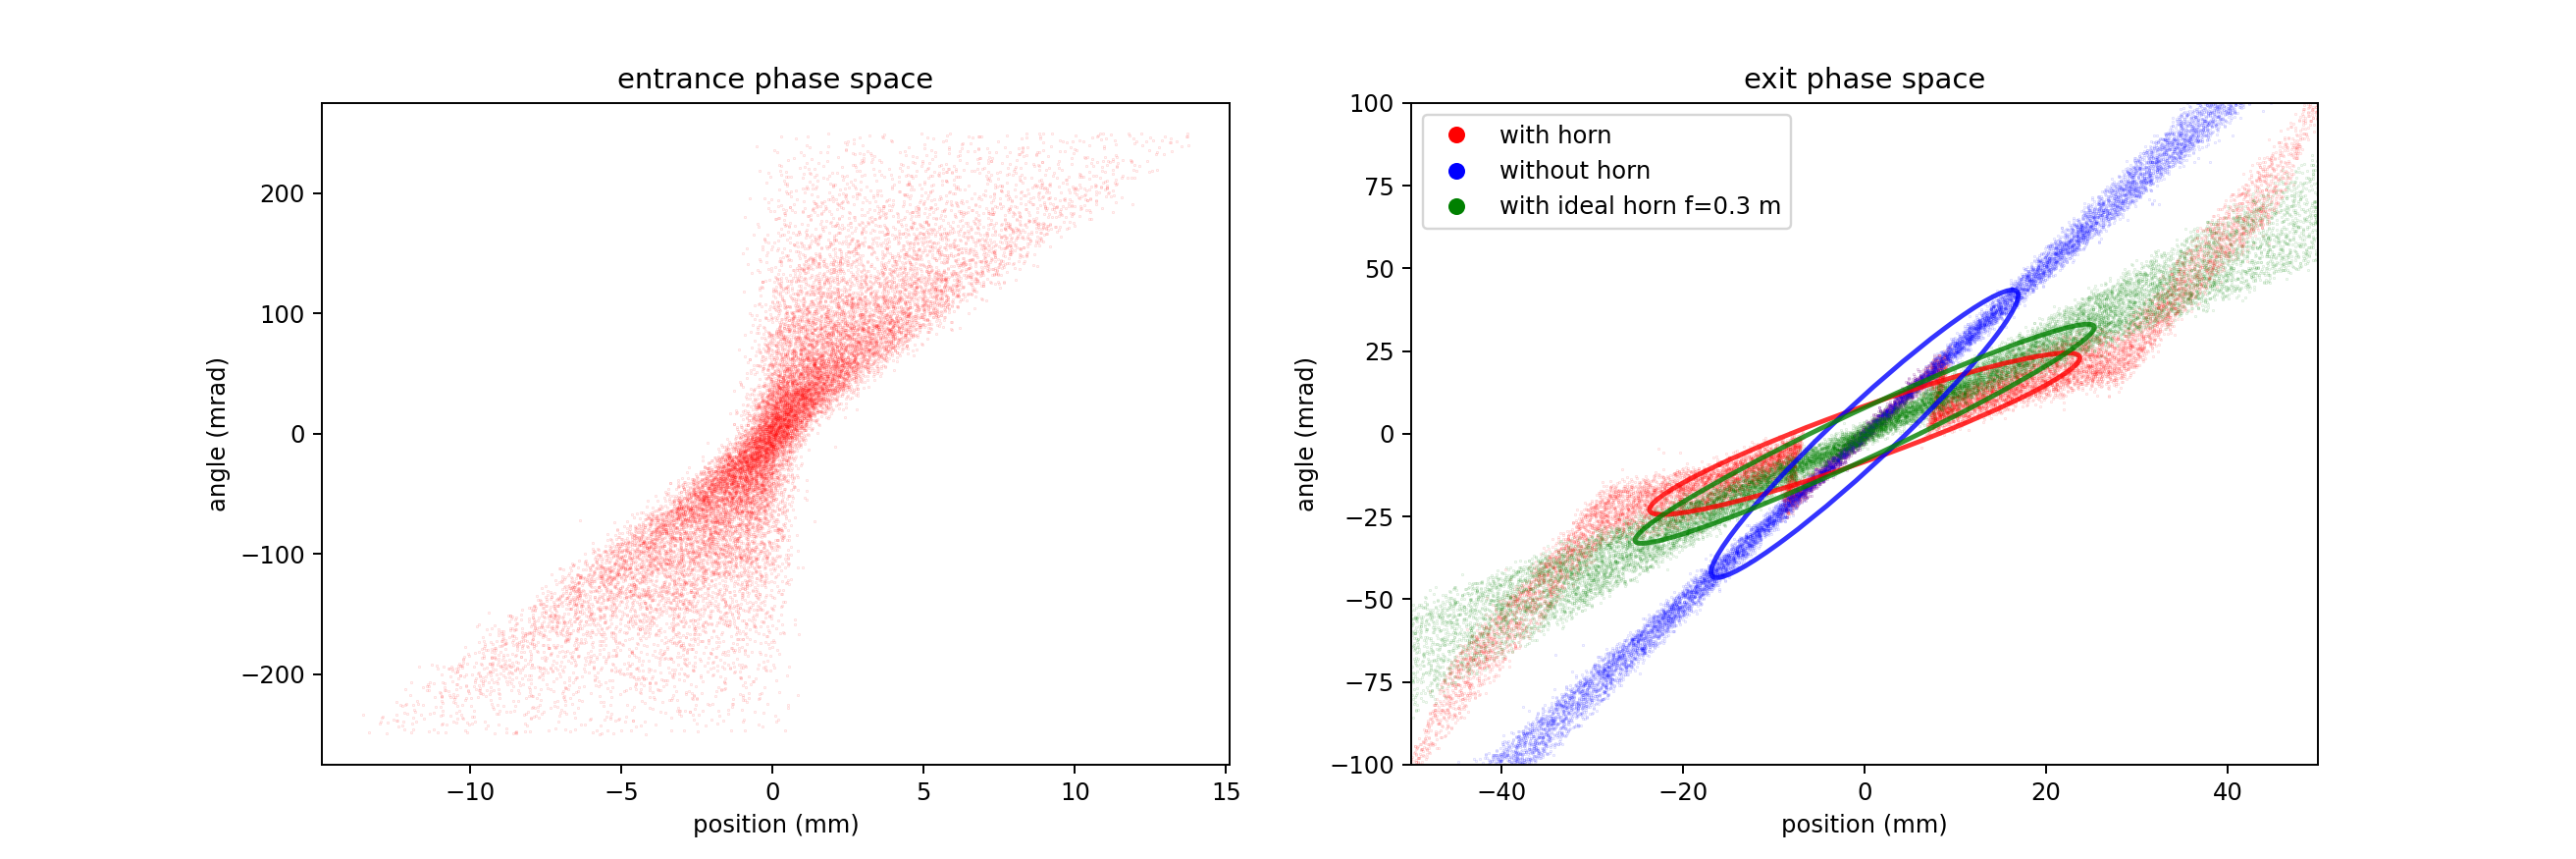 entrance phase space
angle (mrad)
200
100
0
−100
−200
−10
−5
0
5
10
15
position (mm)
exit phase space
with horn
without horn
with ideal horn f=0.3 m
angle (mrad)
100
75
50
25
0
−25
−50
−75
−100
−40
−20
0
20
40
position (mm)